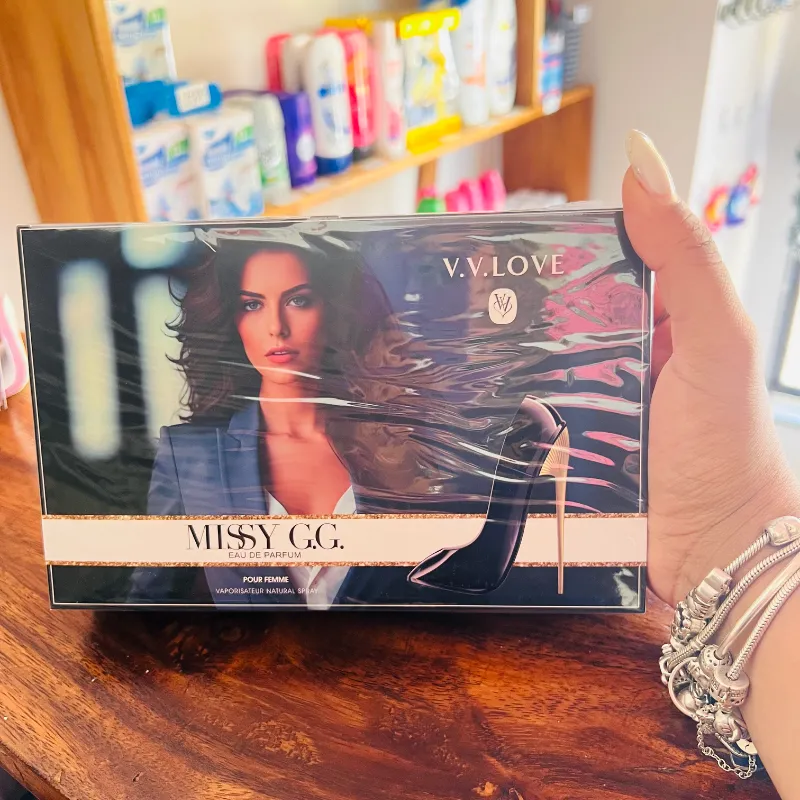 V.V.LOVE
MISSY G.G.
EAU DE PARFUM
POUR FEMME
VAPORISATEUR NATURAL SPRAY